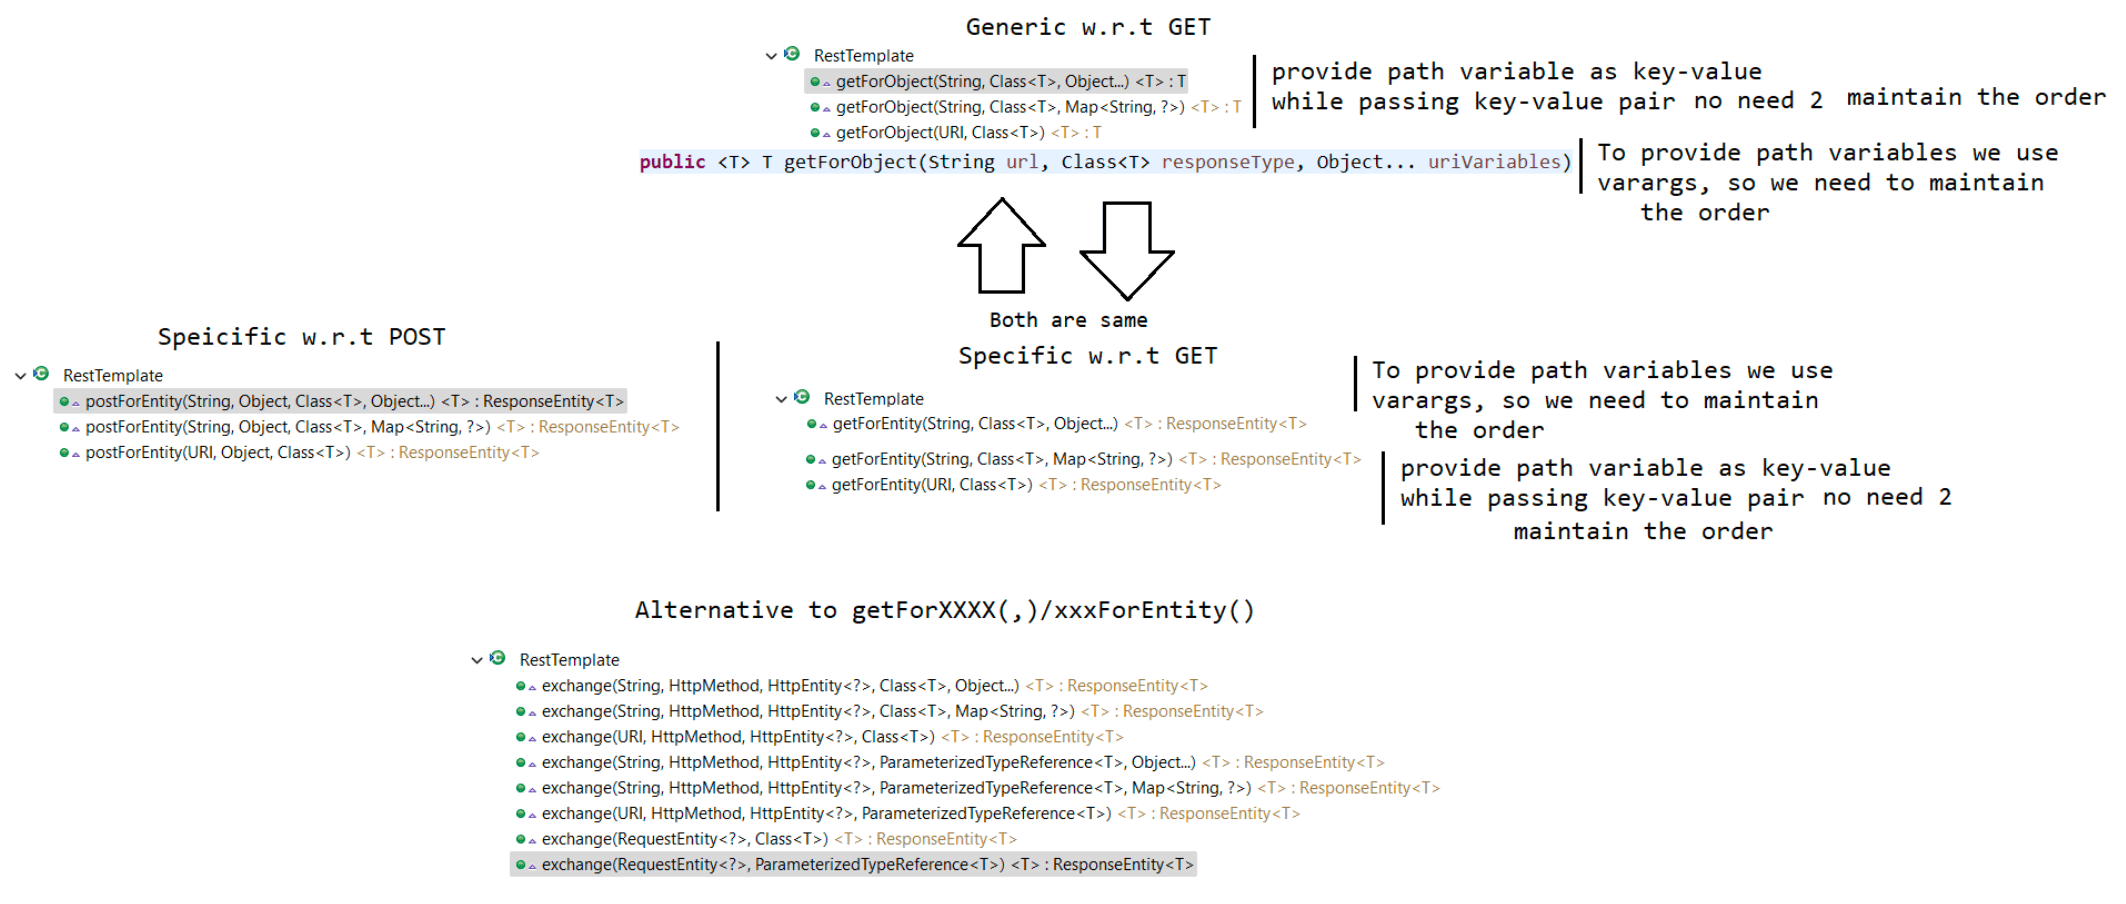 Generic w.r.t GET
RestTemplate
getForObject(String, Class<T>, Object...) <T> : T
getForObject(String, Class<T>, Map<String, ?>) <T> : T
getForObject(URI, Class<T>) <T> : T
provide path variable as key-value
while passing key-value pair no need 2 maintain the order
public <T> T getForObject(String url, Class<T> responseType, Object... uriVariables)
To provide path variables we use
varargs, so we need to maintain
the order
Both are same
Speicific w.r.t POST
RestTemplate
postForEntity(String, Object, Class<T>, Object...) <T> : ResponseEntity<T>
postForEntity(String, Object, Class<T>, Map<String, ?>) <T> : ResponseEntity<T>
postForEntity(URI, Object, Class<T>) <T> : ResponseEntity<T>
Specific w.r.t GET
RestTemplate
getForEntity(String, Class<T>, Object...) <T> : ResponseEntity<T>
getForEntity(String, Class<T>, Map<String, ?>) <T> : ResponseEntity<T>
getForEntity(URI, Class<T>) <T> : ResponseEntity<T>
To provide path variables we use
varargs, so we need to maintain
the order
provide path variable as key-value
while passing key-value pair no need 2
maintain the order
Alternative to getForXXXX(,)/xxxForEntity()
RestTemplate
exchange(String, HttpMethod, HttpEntity<?>, Class<T>, Object...) <T> : ResponseEntity<T>
exchange(String, HttpMethod, HttpEntity<?>, Class<T>, Map<String, ?>) <T> : ResponseEntity<T>
exchange(URI, HttpMethod, HttpEntity<?>, Class<T>) <T> : ResponseEntity<T>
exchange(String, HttpMethod, HttpEntity<?>, ParameterizedTypeReference<T>, Object...) <T> : ResponseEntity<T>
exchange(String, HttpMethod, HttpEntity<?>, ParameterizedTypeReference<T>, Map<String, ?>) <T> : ResponseEntity<T>
exchange(URI, HttpMethod, HttpEntity<?>, ParameterizedTypeReference<T>) <T> : ResponseEntity<T>
exchange(RequestEntity<?>, Class<T>) <T> : ResponseEntity<T>
exchange(RequestEntity<?>, ParameterizedTypeReference<T>) <T> : ResponseEntity<T>